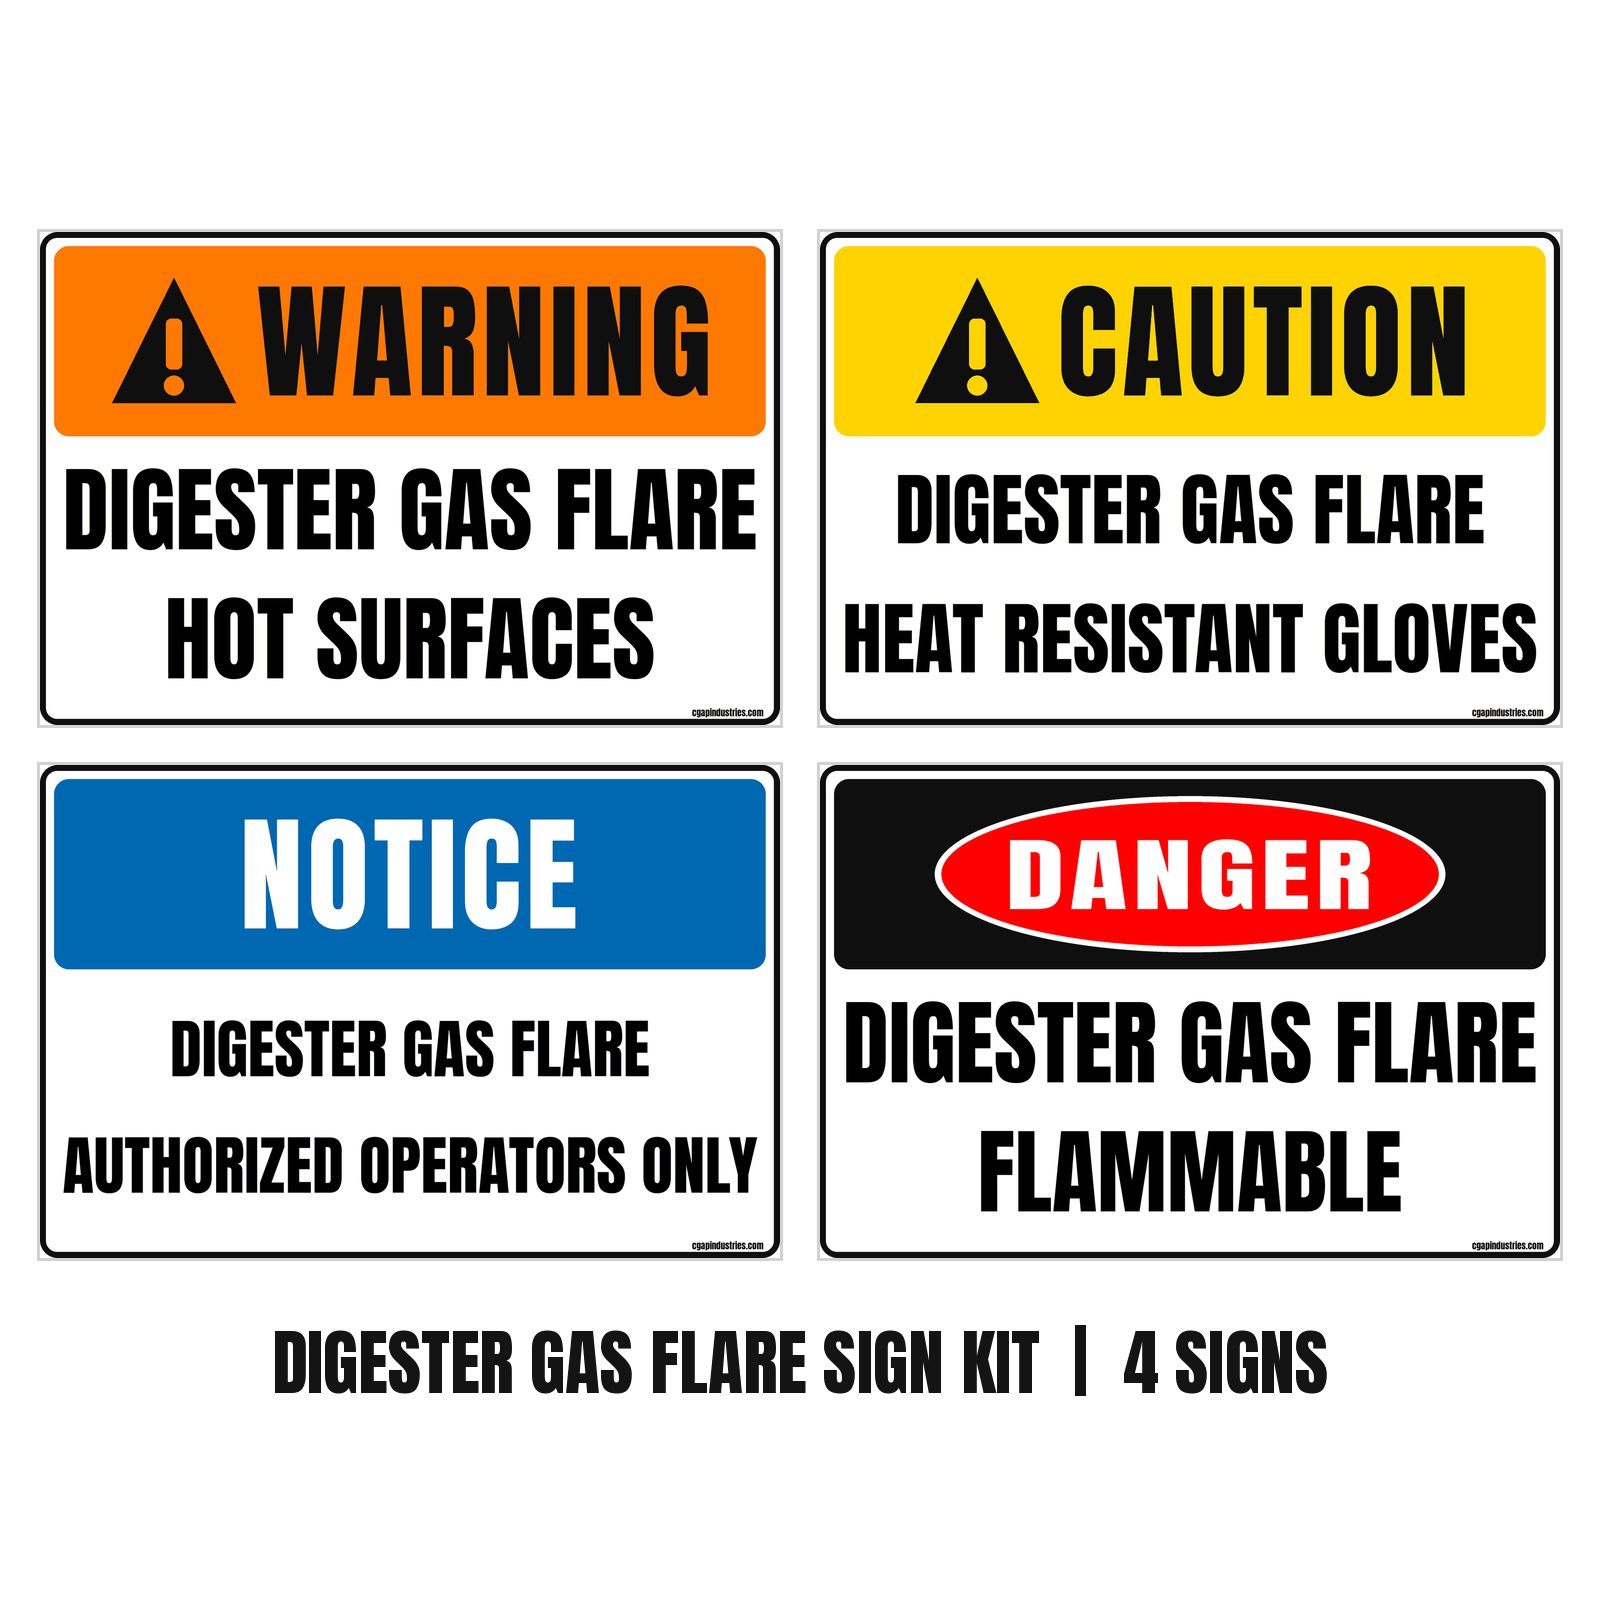 WARNING
DIGESTER GAS FLARE
HOT SURFACES
cgapindustries.com
CAUTION
DIGESTER GAS FLARE
HEAT RESISTANT GLOVES
cgapindustries.com
NOTICE
DIGESTER GAS FLARE
AUTHORIZED OPERATORS ONLY
cgapindustries.com
DANGER
DIGESTER GAS FLARE
FLAMMABLE
cgapindustries.com
DIGESTER GAS FLARE SIGN KIT | 4 SIGNS